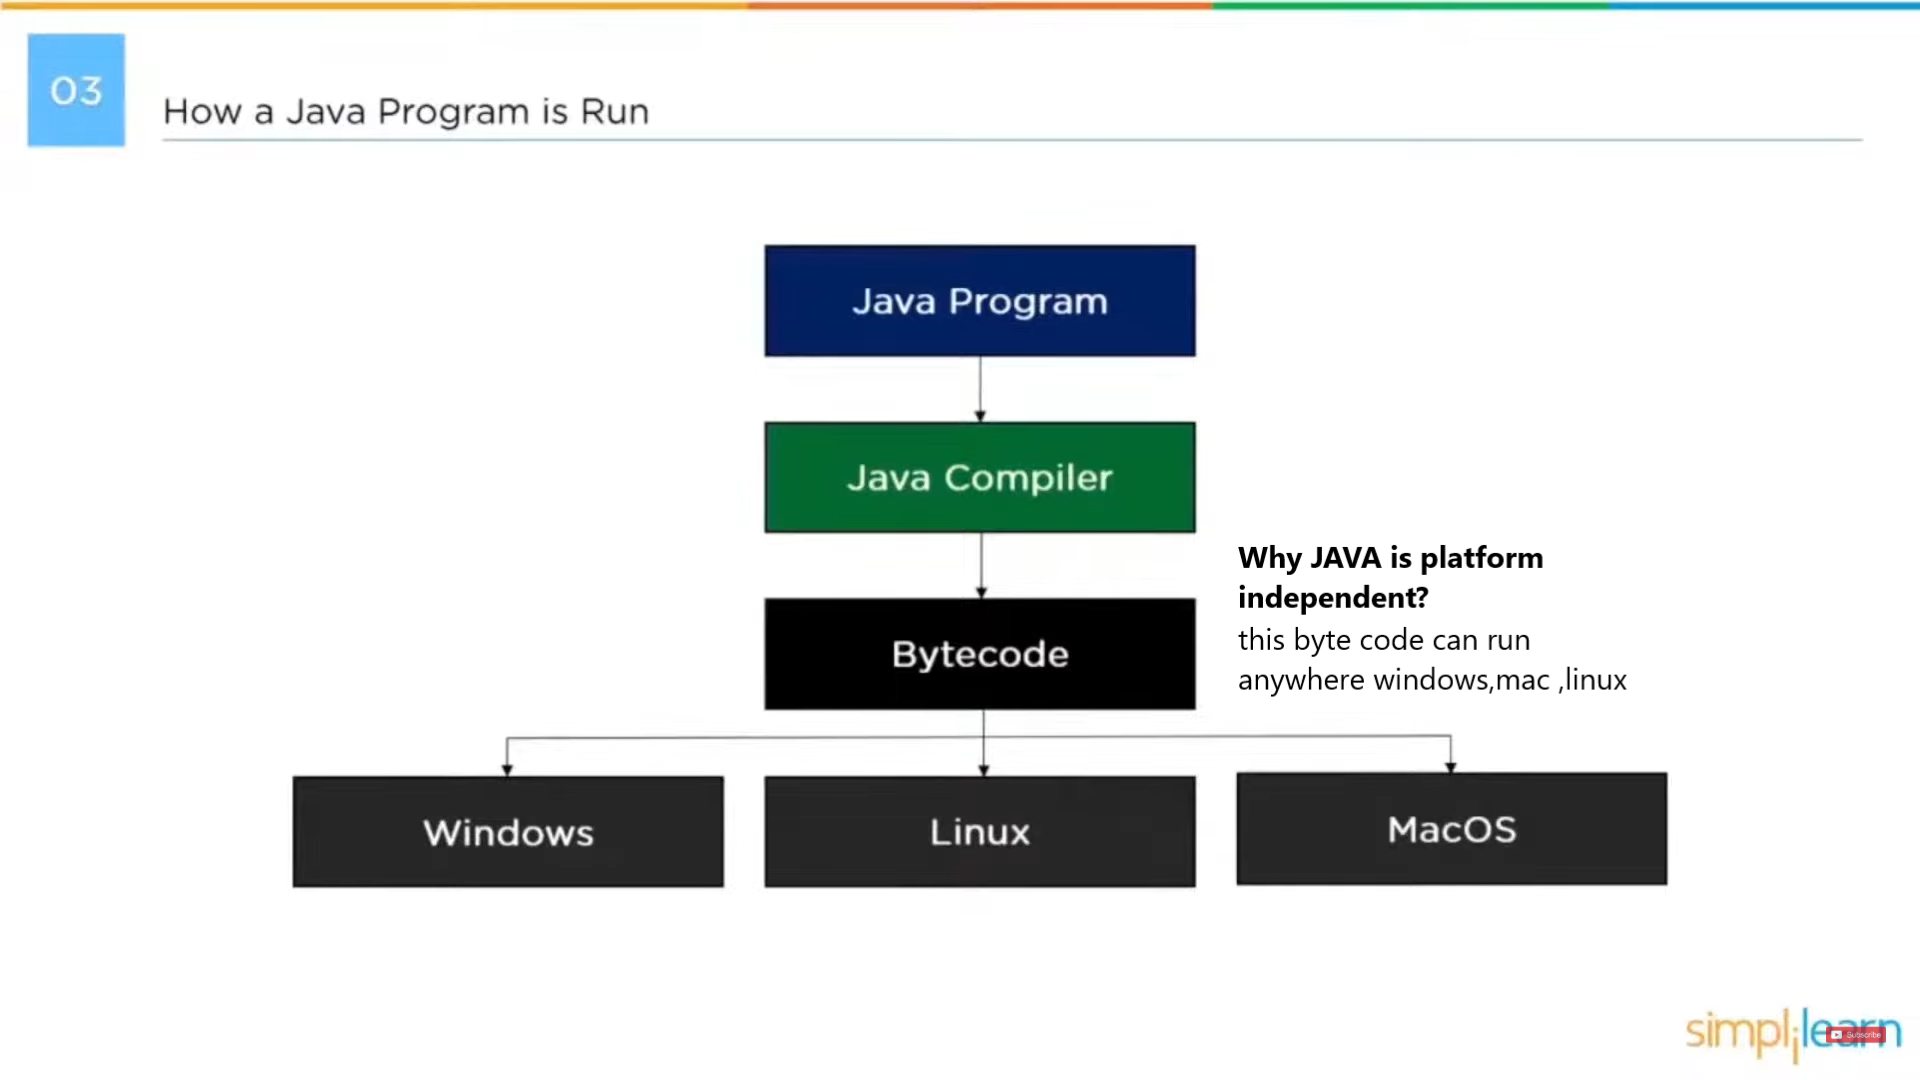 03
How a Java Program is Run
Java Program
Java Compiler
Why JAVA is platform
independent?
this byte code can run
anywhere windows,mac ,linux
Bytecode
Windows
Linux
MacOS
simplilearn
Subscribe